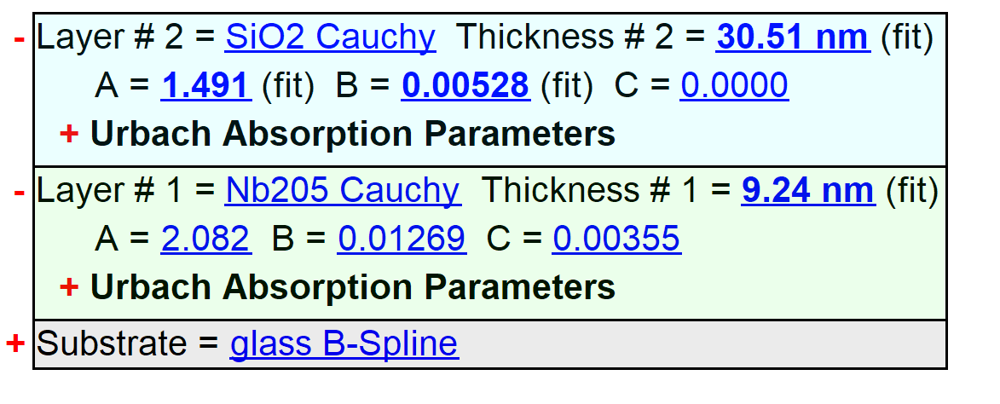 - Layer # 2 = SiO2 Cauchy Thickness # 2 = 30.51 nm (fit)
A = 1.491 (fit) B = 0.00528 (fit) C = 0.0000
+ Urbach Absorption Parameters
- Layer # 1 = Nb205 Cauchy Thickness # 1 = 9.24 nm (fit)
A = 2.082 B = 0.01269 C = 0.00355
+ Urbach Absorption Parameters
+ Substrate = glass B-Spline